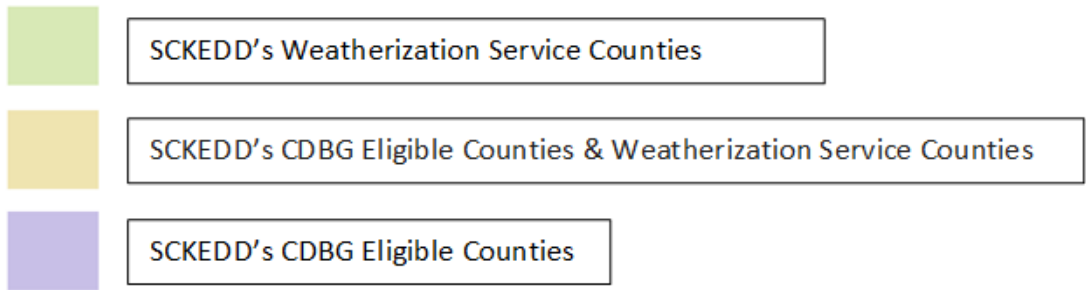 SCKEDD’s Weatherization Service Counties
SCKEDD’s CDBG Eligible Counties & Weatherization Service Counties
SCKEDD’s CDBG Eligible Counties